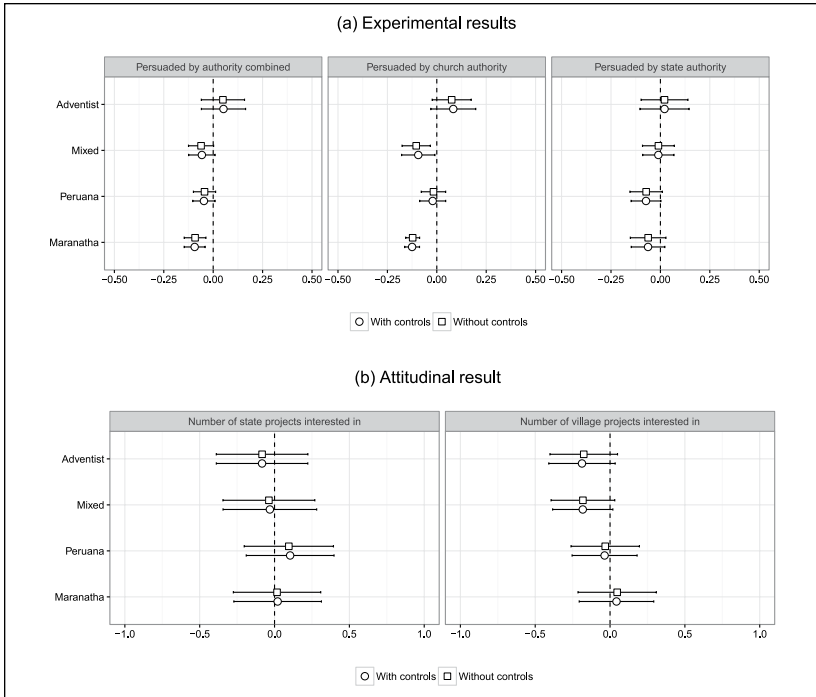 (a) Experimental results
Persuaded by authority combined
Persuaded by church authority
Persuaded by state authority
Adventist
Mixed
Peruana
Maranatha
−0.50 −0.25 0.00 0.25 0.50
−0.50 −0.25 0.00 0.25 0.50
−0.50 −0.25 0.00 0.25 0.50
With controls Without controls
(b) Attitudinal result
Number of state projects interested in
Number of village projects interested in
Adventist
Mixed
Peruana
Maranatha
−1.0 −0.5 0.0 0.5 1.0
−1.0 −0.5 0.0 0.5 1.0
With controls Without controls